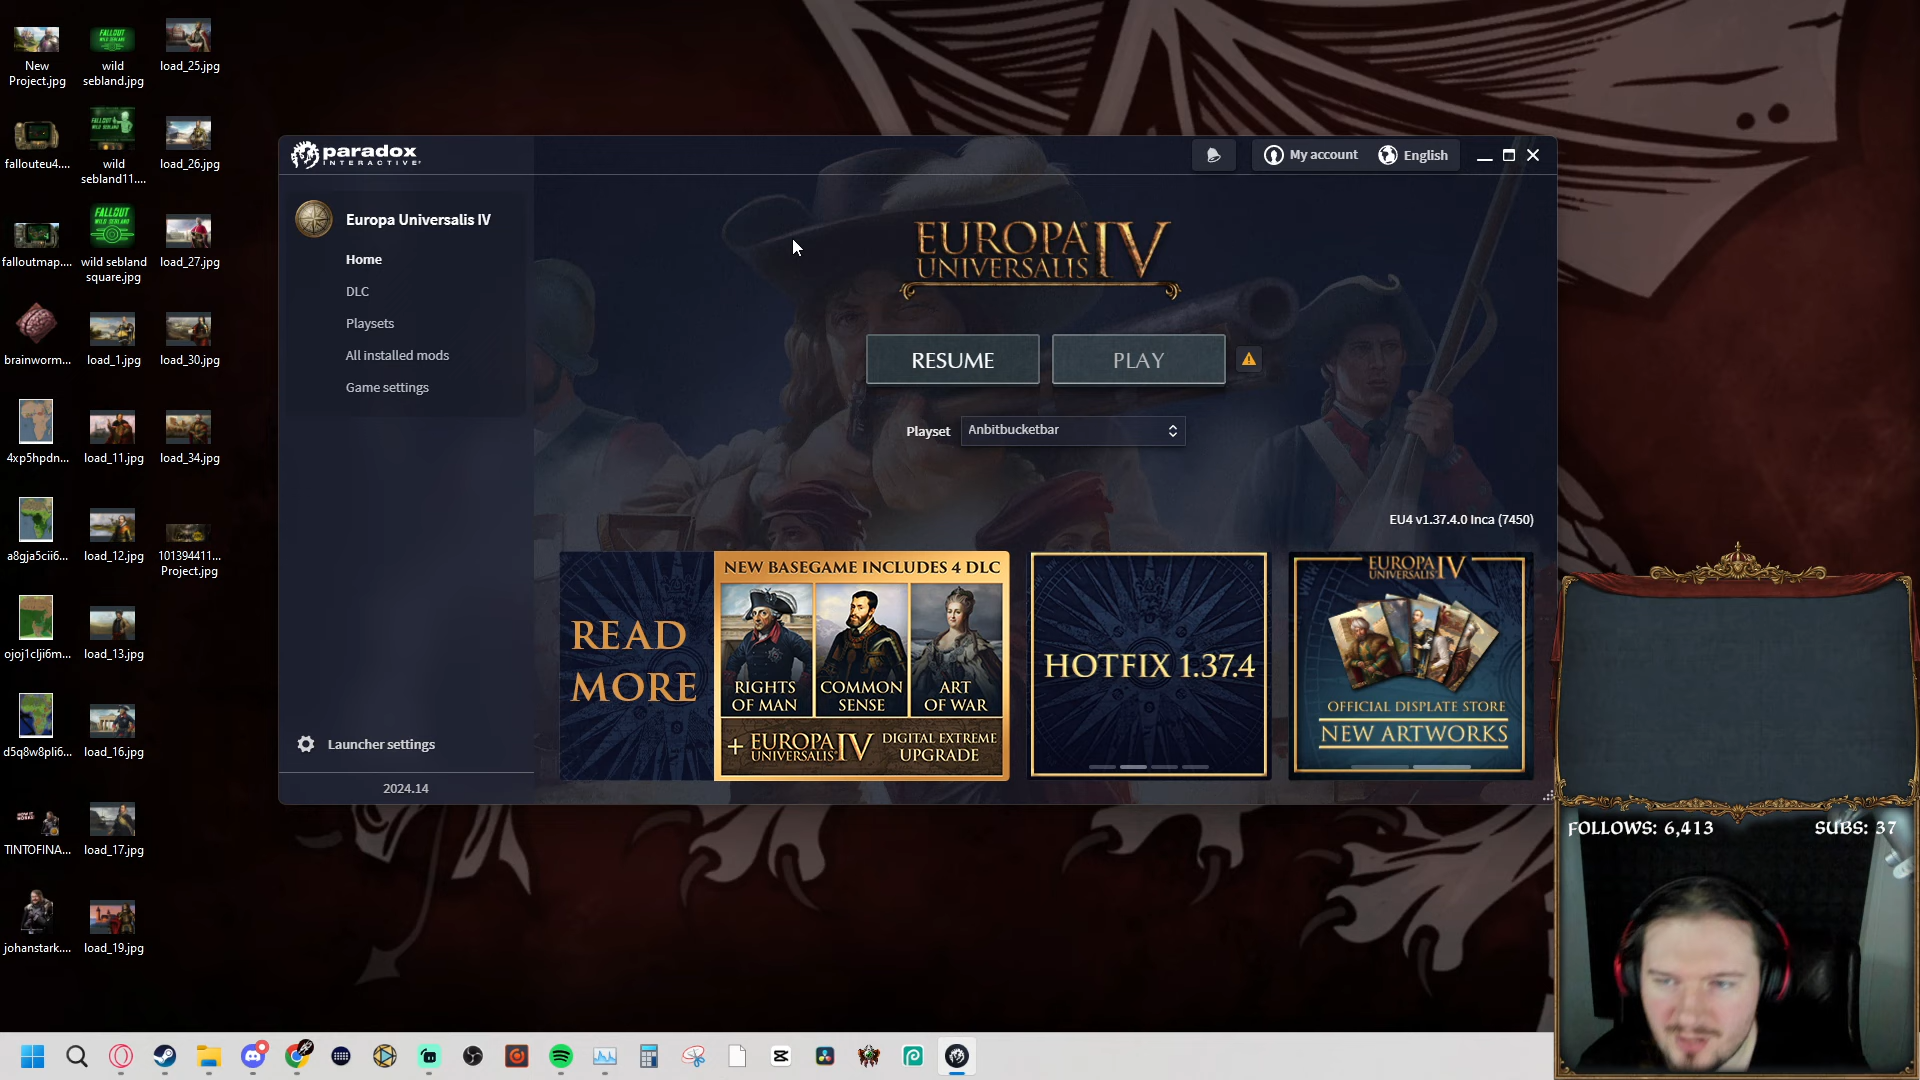 New
Project.jpg
wild
sebland.jpg
load_25.jpg
fallouteu4....
wild
sebland11....
load_26.jpg
falloutmap....
wild sebland
square.jpg
load_27.jpg
brainworm...
load_1.jpg
load_30.jpg
4xp5hpdn...
load_11.jpg
load_34.jpg
a8gja5cii6...
load_12.jpg
101394411...
Project.jpg
ojoj1clji6m...
load_13.jpg
d5q8w8pli6...
load_16.jpg
TINTOFINA...
load_17.jpg
johanstark....
load_19.jpg
FALLOUT
WILD SEBLAND
paradox
INTERACTIVE
My account
English
Europa Universalis IV
Home
DLC
Playsets
All installed mods
Game settings
Launcher settings
2024.14
EUROPA
UNIVERSALIS IV
RESUME
PLAY
Playset
Anbitbucketbar
EU4 v1.37.4.0 Inca (7450)
READ
MORE
NEW BASEGAME INCLUDES 4 DLC
RIGHTS
OF MAN
COMMON
SENSE
ART
OF WAR
+ EUROPA
UNIVERSALIS IV
DIGITAL EXTREME
UPGRADE
HOTFIX 1.37.4
EUROPA
UNIVERSALIS IV
OFFICIAL DISPLATE STORE
NEW ARTWORKS
FOLLOWS: 6,413
SUBS: 37